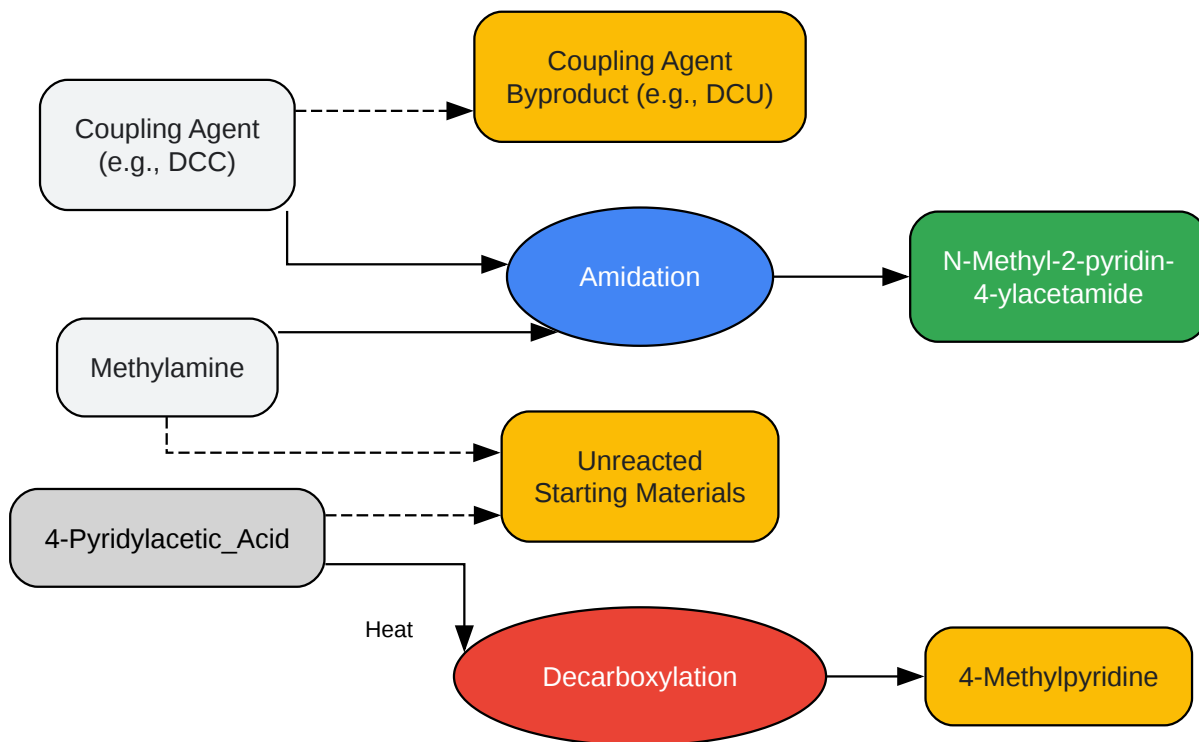 Coupling Agent
Byproduct (e.g., DCU)
Coupling Agent
(e.g., DCC)
Amidation
N-Methyl-2-pyridin-
4-ylacetamide
Methylamine
Unreacted
Starting Materials
4-Pyridylacetic_Acid
Heat
Decarboxylation
4-Methylpyridine